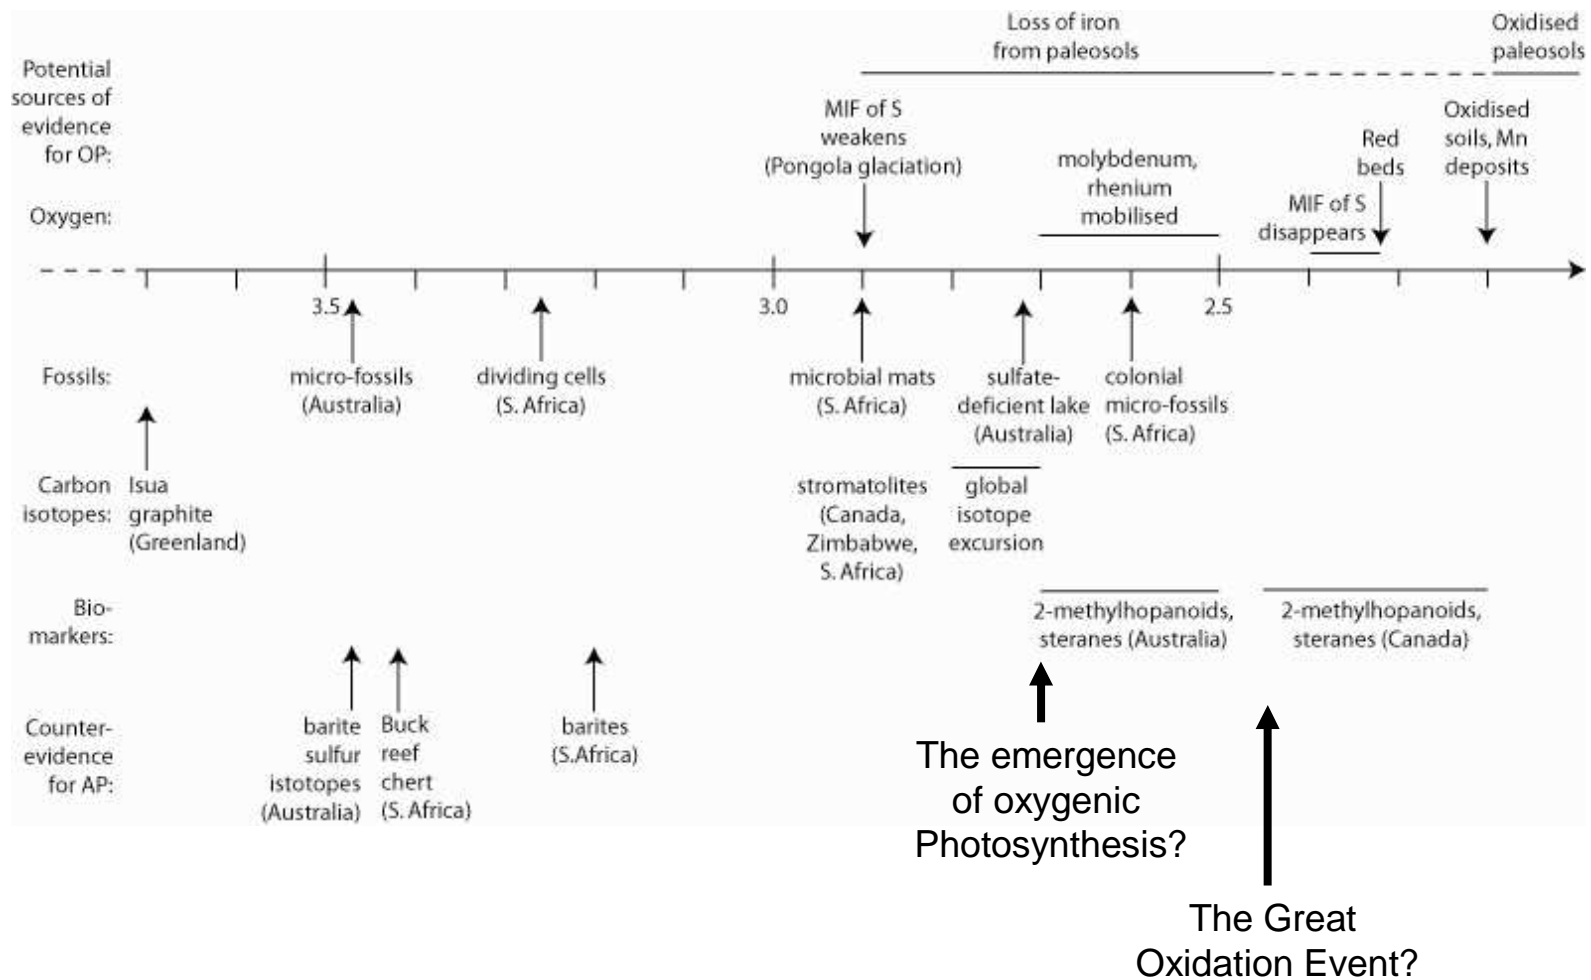 Potential
sources of
evidence
for OP:
Loss of iron
from paleosols
Oxidised
paleosols
MIF of S
weakens
(Pongola glaciation)
molybdenum,
rhenium
mobilised
Red
beds
Oxidised
soils, Mn
deposits
MIF of S
disappears
Oxygen:
3.5
3.0
2.5
Fossils:
micro-fossils
(Australia)
dividing cells
(S. Africa)
microbial mats
(S. Africa)
sulfate-
deficient lake
(Australia)
colonial
micro-fossils
(S. Africa)
Carbon
isotopes:
Isua
graphite
(Greenland)
stromatolites
(Canada,
Zimbabwe,
S. Africa)
global
isotope
excursion
Bio-
markers:
2-methylhopanoids,
steranes (Australia)
2-methylhopanoids,
steranes (Canada)
Counter-
evidence
for AP:
barite
sulfur
istotopes
(Australia)
Buck
reef
chert
(S. Africa)
barites
(S.Africa)
The emergence
of oxygenic
Photosynthesis?
The Great
Oxidation Event?